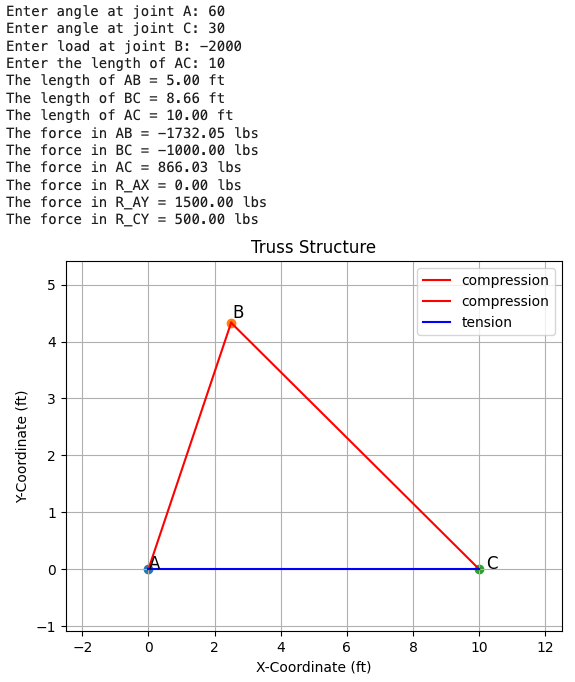 Enter angle at joint A: 60
Enter angle at joint C: 30
Enter load at joint B: -2000
Enter the length of AC: 10
The length of AB = 5.00 ft
The length of BC = 8.66 ft
The length of AC = 10.00 ft
The force in AB = -1732.05 lbs
The force in BC = -1000.00 lbs
The force in AC = 866.03 lbs
The force in R_AX = 0.00 lbs
The force in R_AY = 1500.00 lbs
The force in R_CY = 500.00 lbs
Truss Structure
compression
compression
tension
B
A
C
5
4
3
2
1
0
−1
Y-Coordinate (ft)
−2 0 2 4 6 8 10 12
X-Coordinate (ft)